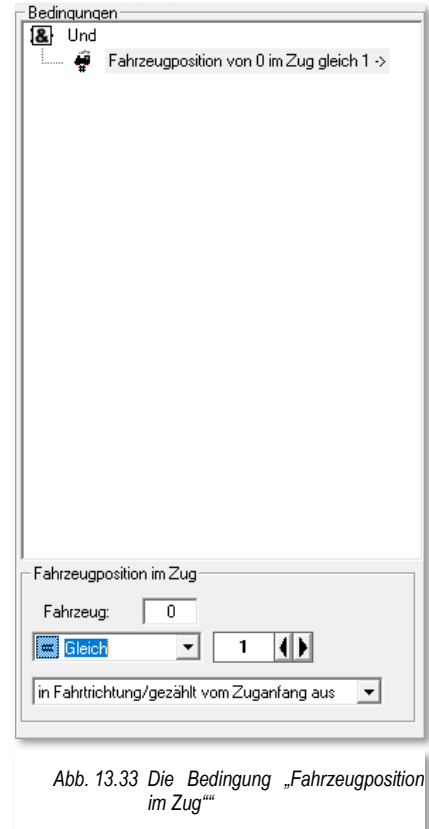 Bedingungen
& Und
Fahrzeugposition von 0 im Zug gleich 1 ->
Fahrzeugposition im Zug
Fahrzeug: 0
Gleich 1
in Fahrtrichtung/gezählt vom Zuganfang aus
Abb. 13.33 Die Bedingung „Fahrzeugposition
im Zug““